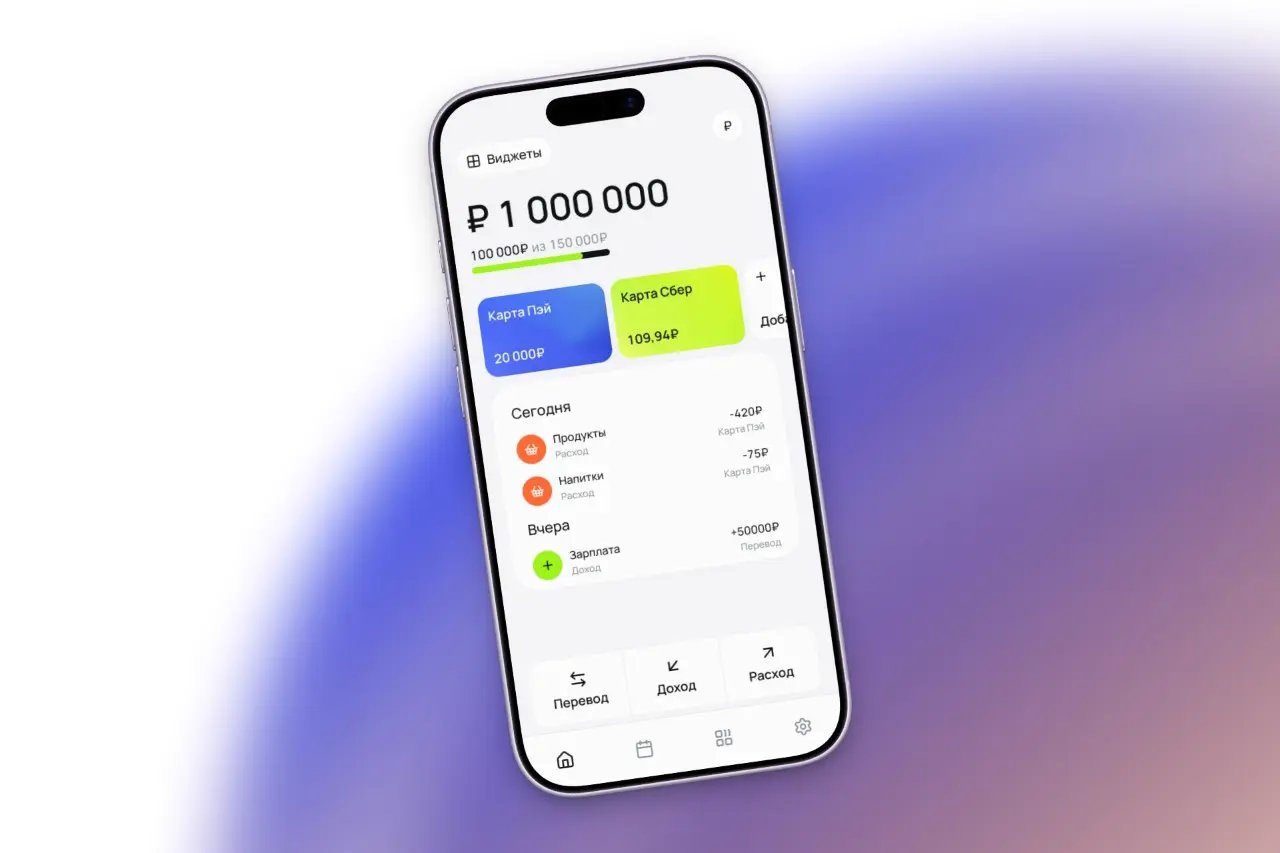 Виджеты
₽
₽ 1 000 000
100 000₽ из 150 000₽
Карта Пэй
20 000₽
Карта Сбер
109,94₽
+
Доба
Сегодня
Продукты
Расход
-420₽
Карта Пэй
Напитки
Расход
-75₽
Карта Пэй
Вчера
Зарплата
Доход
+50000₽
Перевод
Перевод
Доход
Расход